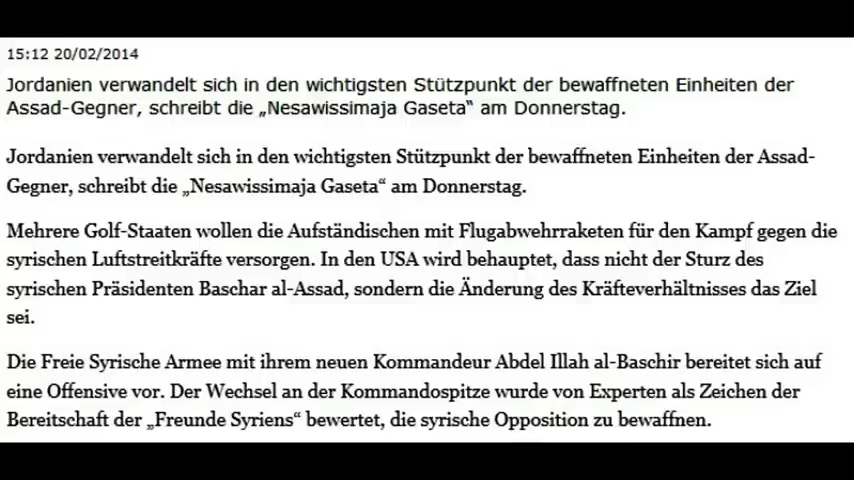 15:12 20/02/2014
Jordanien verwandelt sich in den wichtigsten Stützpunkt der bewaffneten Einheiten der
Assad-Gegner, schreibt die „Nesawissimaja Gaseta“ am Donnerstag.
Jordanien verwandelt sich in den wichtigsten Stützpunkt der bewaffneten Einheiten der Assad-
Gegner, schreibt die „Nesawissimaja Gaseta“ am Donnerstag.
Mehrere Golf-Staaten wollen die Aufständischen mit Flugabwehrraketen für den Kampf gegen die
syrischen Luftstreitkräfte versorgen. In den USA wird behauptet, dass nicht der Sturz des
syrischen Präsidenten Baschar al-Assad, sondern die Änderung des Kräfteverhältnisses das Ziel
sei.
Die Freie Syrische Armee mit ihrem neuen Kommandeur Abdel Illah al-Baschir bereitet sich auf
eine Offensive vor. Der Wechsel an der Kommandospitze wurde von Experten als Zeichen der
Bereitschaft der „Freunde Syriens“ bewertet, die syrische Opposition zu bewaffnen.